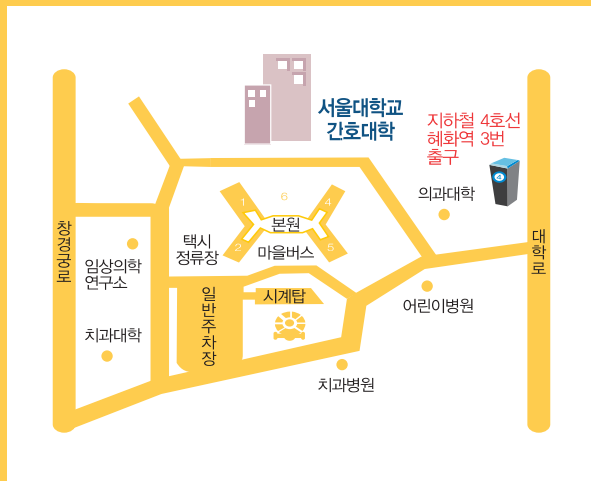 서울대학교
간호대학
지하철 4호선
혜화역 3번
출구
4
의과대학
창경궁로
대학로
1
6
4
본원
2
5
택시
정류장
마을버스
임상의학
연구소
일반주차장
시계탑
어린이병원
치과대학
치과병원